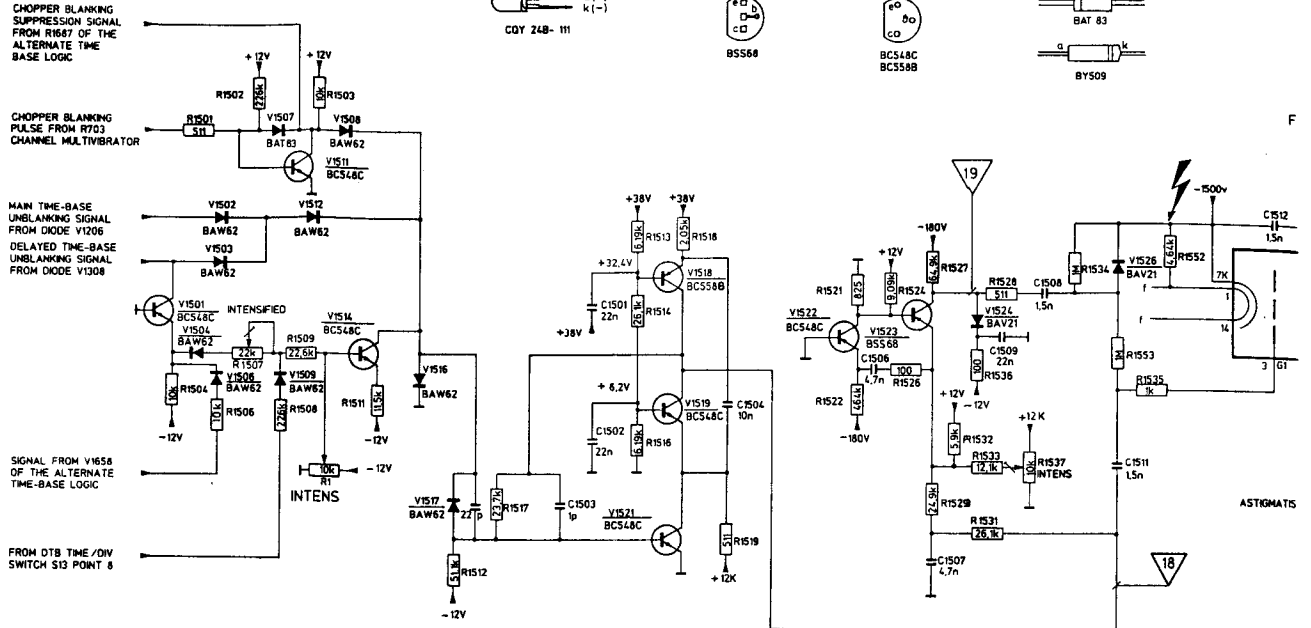 CHOPPER BLANKING
SUPPRESSION SIGNAL
FROM R1687 OF THE
ALTERNATE TIME
BASE LOGIC
k(-)
CQY 24B- 111
e
b
c
BSS68
e
b
c
BC548C
BC558B
BAT 83
a
k
BY509
+12V
+12V
R1502
226k
10k
R1503
CHOPPER BLANKING
PULSE FROM R703
CHANNEL MULTIVIBRATOR
R1501
511
V1507
BAT83
V1508
BAW62
V1511
BC548C
F
MAIN TIME-BASE
UNBLANKING SIGNAL
FROM DIODE V1206
V1502
BAW62
V1512
BAW62
DELAYED TIME-BASE
UNBLANKING SIGNAL
FROM DIODE V1308
V1503
BAW62
V1501
BC548C
INTENSIFIED
V1504
BAW62
22k
R1507
R1509
22,6k
V1514
BC548C
R1504
10k
-12V
V1506
BAW62
10k
R1506
V1509
BAW62
226k
R1508
R1511
11,5k
-12V
V1516
BAW62
SIGNAL FROM V1658
OF THE ALTERNATE
TIME-BASE LOGIC
10k
R1
-12V
INTENS
FROM DTB TIME/DIV
SWITCH S13 POINT 8
+38V
+38V
6,19k
R1513
2,05k
R1518
+32,4V
V1518
BC558B
C1501
22n
+38V
26,1k
R1514
+6,2V
V1519
BC548C
C1502
22n
6,19k
R1516
C1504
10n
V1517
BAW62
22p
23,7k
R1517
C1503
1p
V1521
BC548C
51,1k
R1512
-12V
511
R1519
+12K
19
-180V
64,9k
R1527
+12V
R1521
825
9,09k
R1524
V1522
BC548C
V1523
BSS68
C1506
4,7n
100
R1526
R1522
464k
-180V
R1528
511
C1508
1,5n
V1524
BAV21
C1509
22n
100
R1536
-12V
+12V
5,9k
R1532
R1533
12,1k
+12K
10k
R1537
INTENS
24,9k
R1529
R1531
26,1k
C1507
4,7n
-1500v
1M
R1534
V1526
BAV21
4,64k
R1552
C1512
1,5n
7K
f
1
f
14
1M
R1553
R1535
1k
3
G1
C1511
1,5n
ASTIGMATIS
18